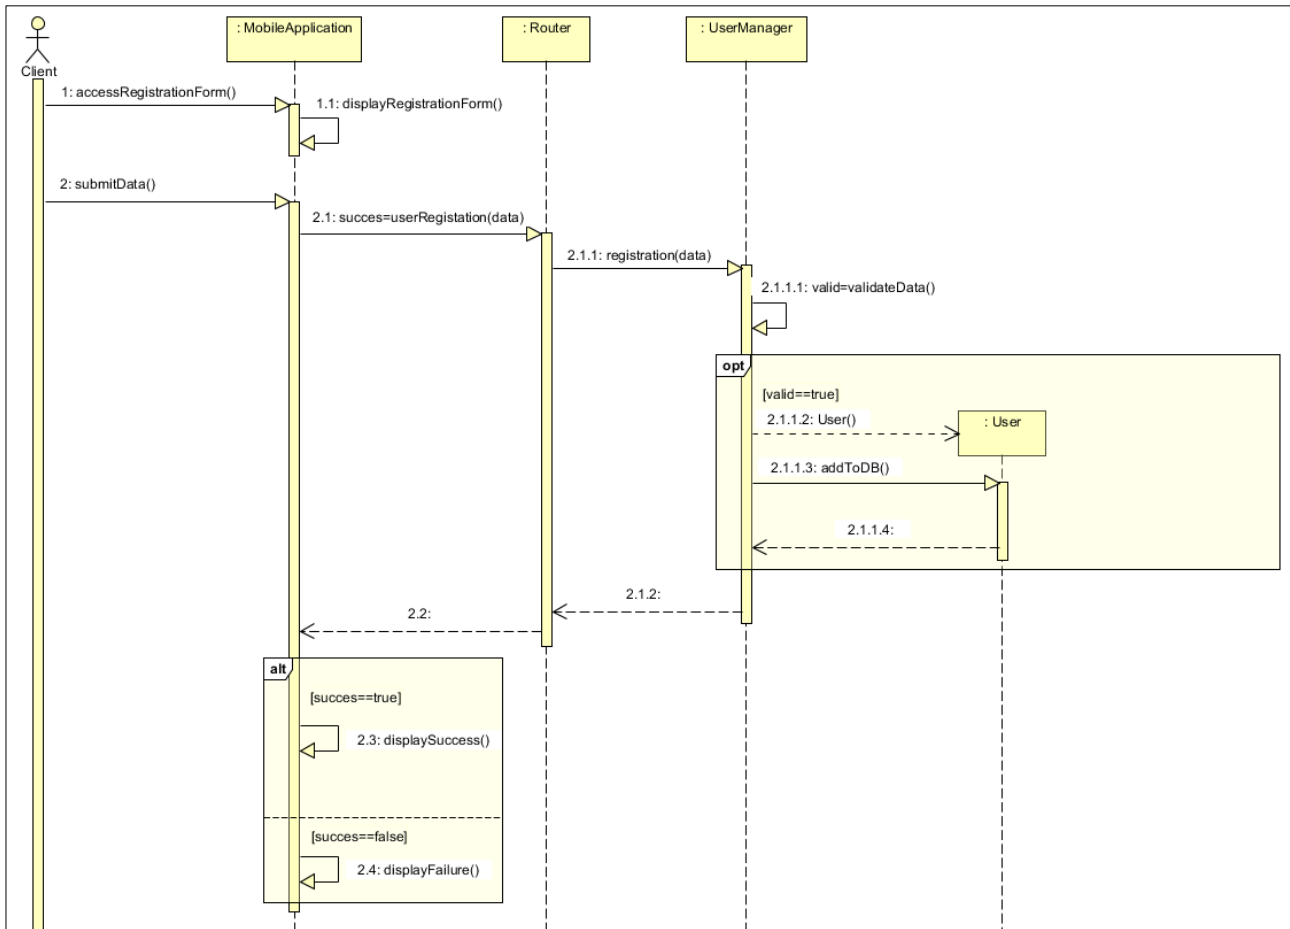 : MobileApplication
: Router
: UserManager
Client
1: accessRegistrationForm()
1.1: displayRegistrationForm()
2: submitData()
2.1: succes=userRegistation(data)
2.1.1: registration(data)
2.1.1.1: valid=validateData()
opt
[valid==true]
2.1.1.2: User()
: User
2.1.1.3: addToDB()
2.1.1.4:
2.1.2:
2.2:
alt
[succes==true]
2.3: displaySuccess()
[succes==false]
2.4: displayFailure()